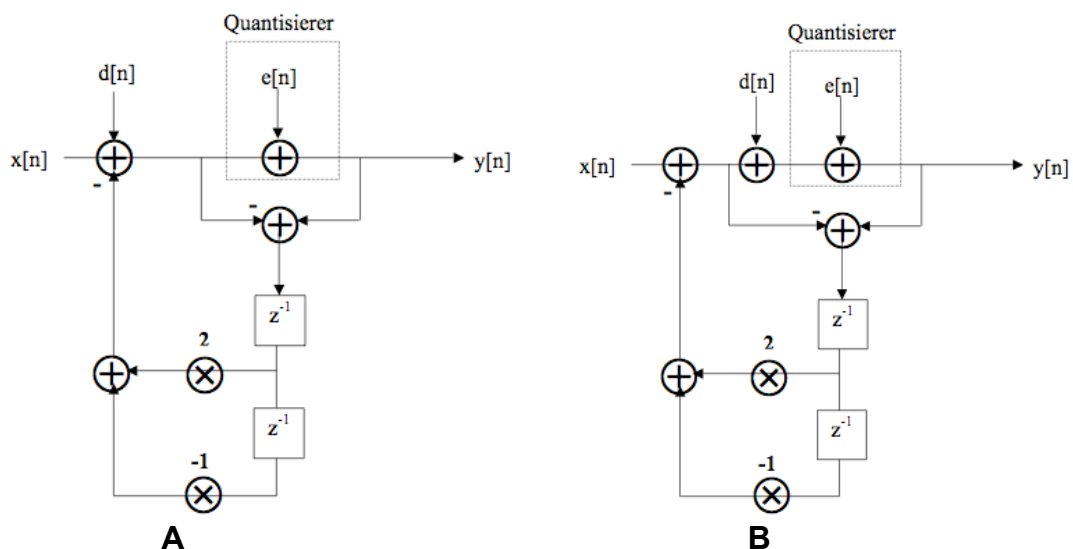 Quantisierer
d[n]
e[n]
x[n]
-
y[n]
-
z⁻¹
2
z⁻¹
-1
A
Quantisierer
d[n]
e[n]
x[n]
-
y[n]
-
z⁻¹
2
z⁻¹
-1
B